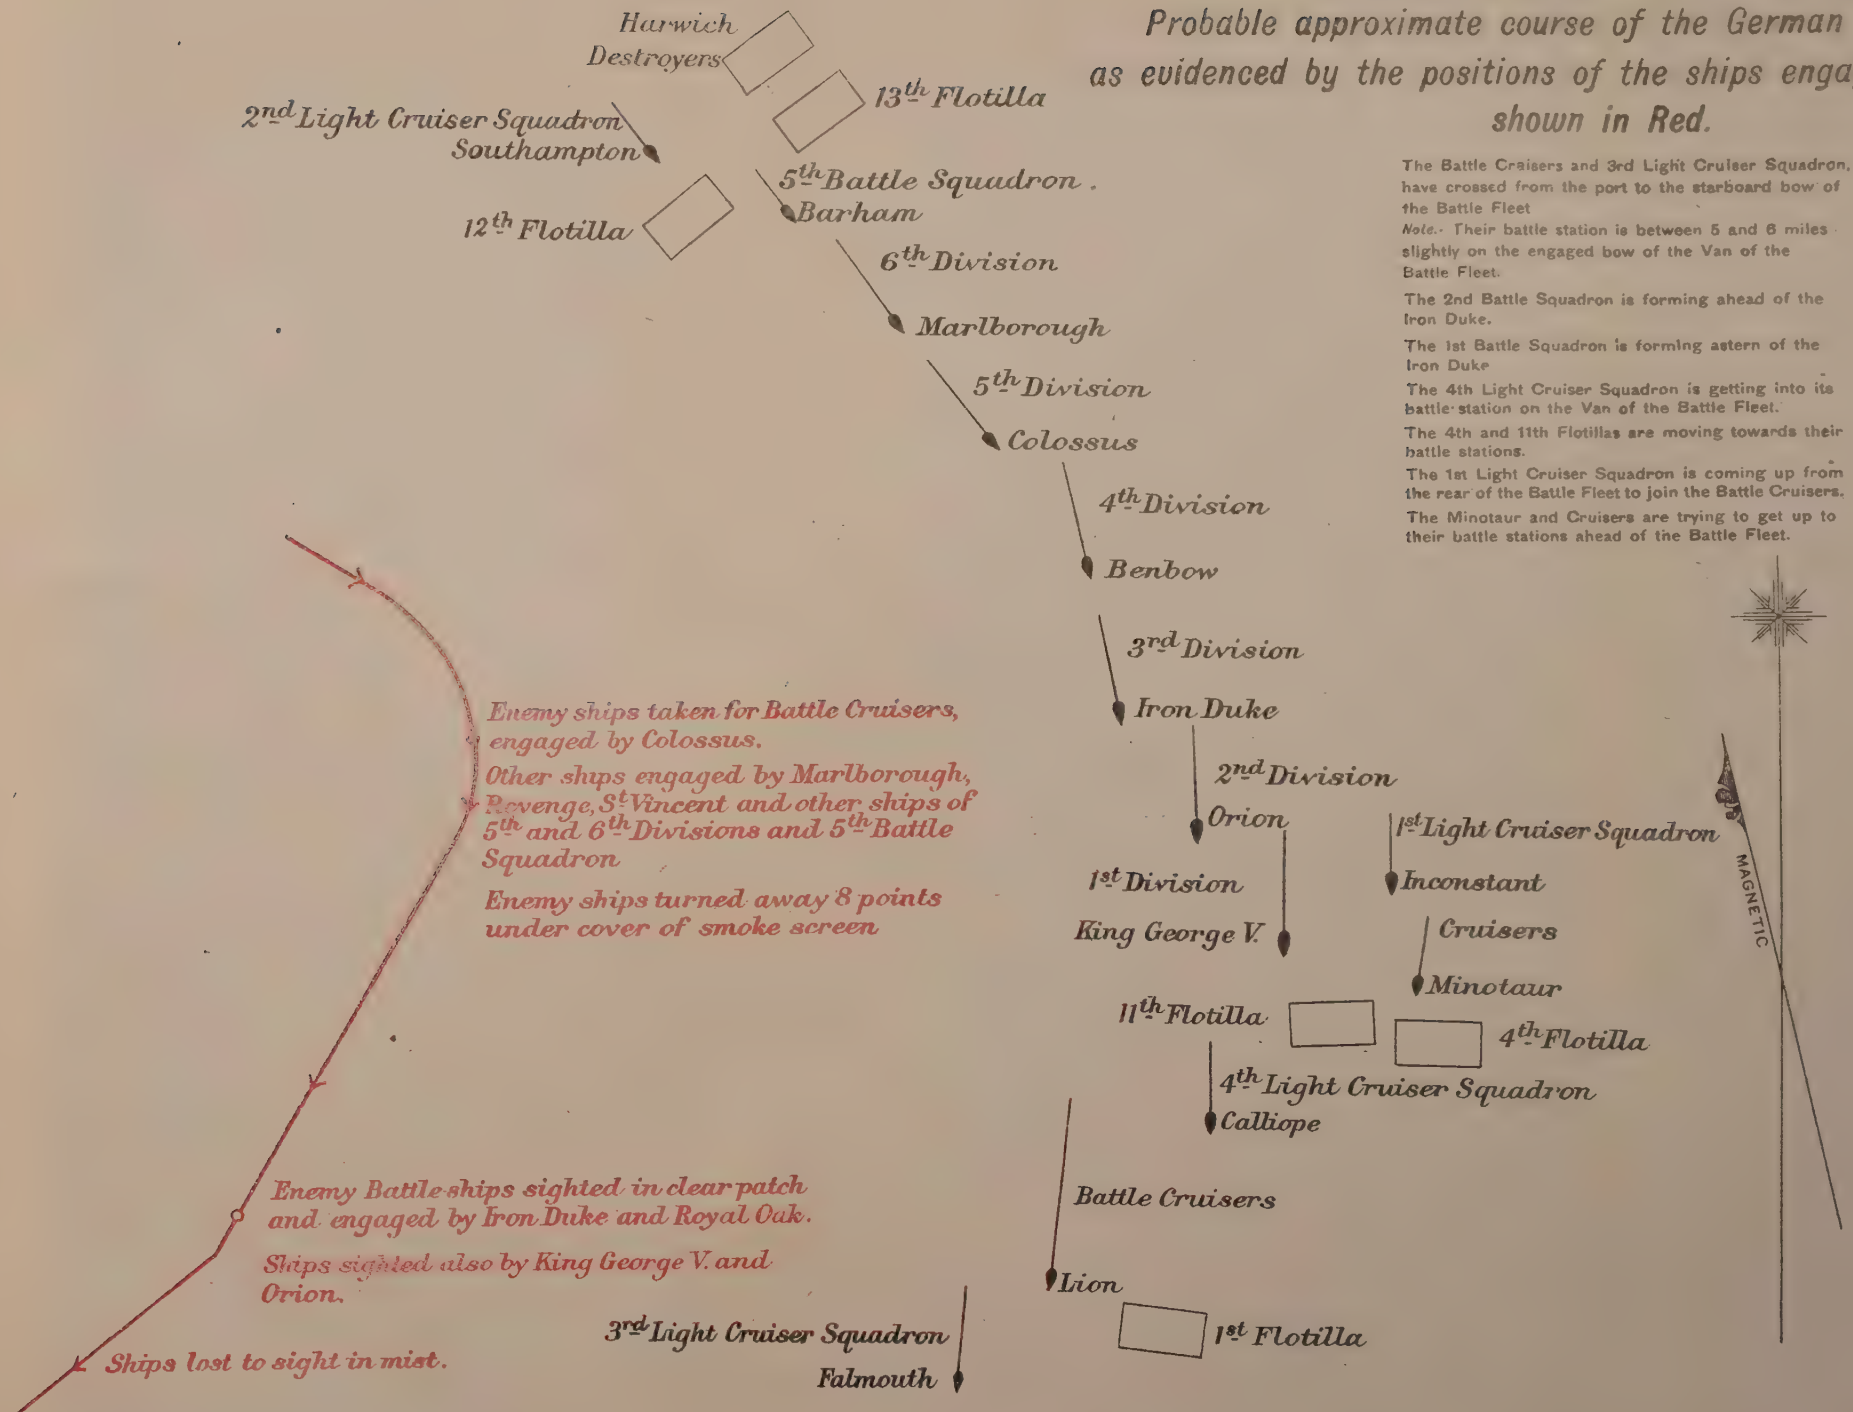 Probable approximate course of the German
as evidenced by the positions of the ships enga
shown in Red.
The Battle Craisers and 3rd Light Cruiser Squadron,
have crossed from the port to the starboard bow of
the Battle Fleet
Note.- Their battle station is between 5 and 6 miles
slightly on the engaged bow of the Van of the
Battle Fleet.
The 2nd Battle Squadron is forming ahead of the
Iron Duke.
The 1st Battle Squadron is forming astern of the
Iron Duke
The 4th Light Cruiser Squadron is getting into its
battle station on the Van of the Battle Fleet.
The 4th and 11th Flotillas are moving towards their
battle stations.
The 1st Light Cruiser Squadron is coming up from
the rear of the Battle Fleet to join the Battle Cruisers.
The Minotaur and Cruisers are trying to get up to
their battle stations ahead of the Battle Fleet.
Harwich
Destroyers
13th Flotilla
2nd Light Cruiser Squadron
Southampton
5th Battle Squadron.
Barham
12th Flotilla
6th Division
Marlborough
5th Division
Colossus
4th Division
Benbow
3rd Division
Iron Duke
2nd Division
Orion
1st Light Cruiser Squadron
Inconstant
1st Division
King George V.
Cruisers
Minotaur
11th Flotilla
4th Flotilla
4th Light Cruiser Squadron
Calliope
Battle Cruisers
Lion
1st Flotilla
3rd Light Cruiser Squadron
Falmouth
MAGNETIC
Enemy ships taken for Battle Cruisers,
engaged by Colossus.
Other ships engaged by Marlborough,
Revenge, St Vincent and other ships of
5th and 6th Divisions and 5th Battle
Squadron
Enemy ships turned away 8 points
under cover of smoke screen
Enemy Battle ships sighted in clear patch
and engaged by Iron Duke and Royal Oak.
Ships sighted also by King George V. and
Orion.
Ships lost to sight in mist.